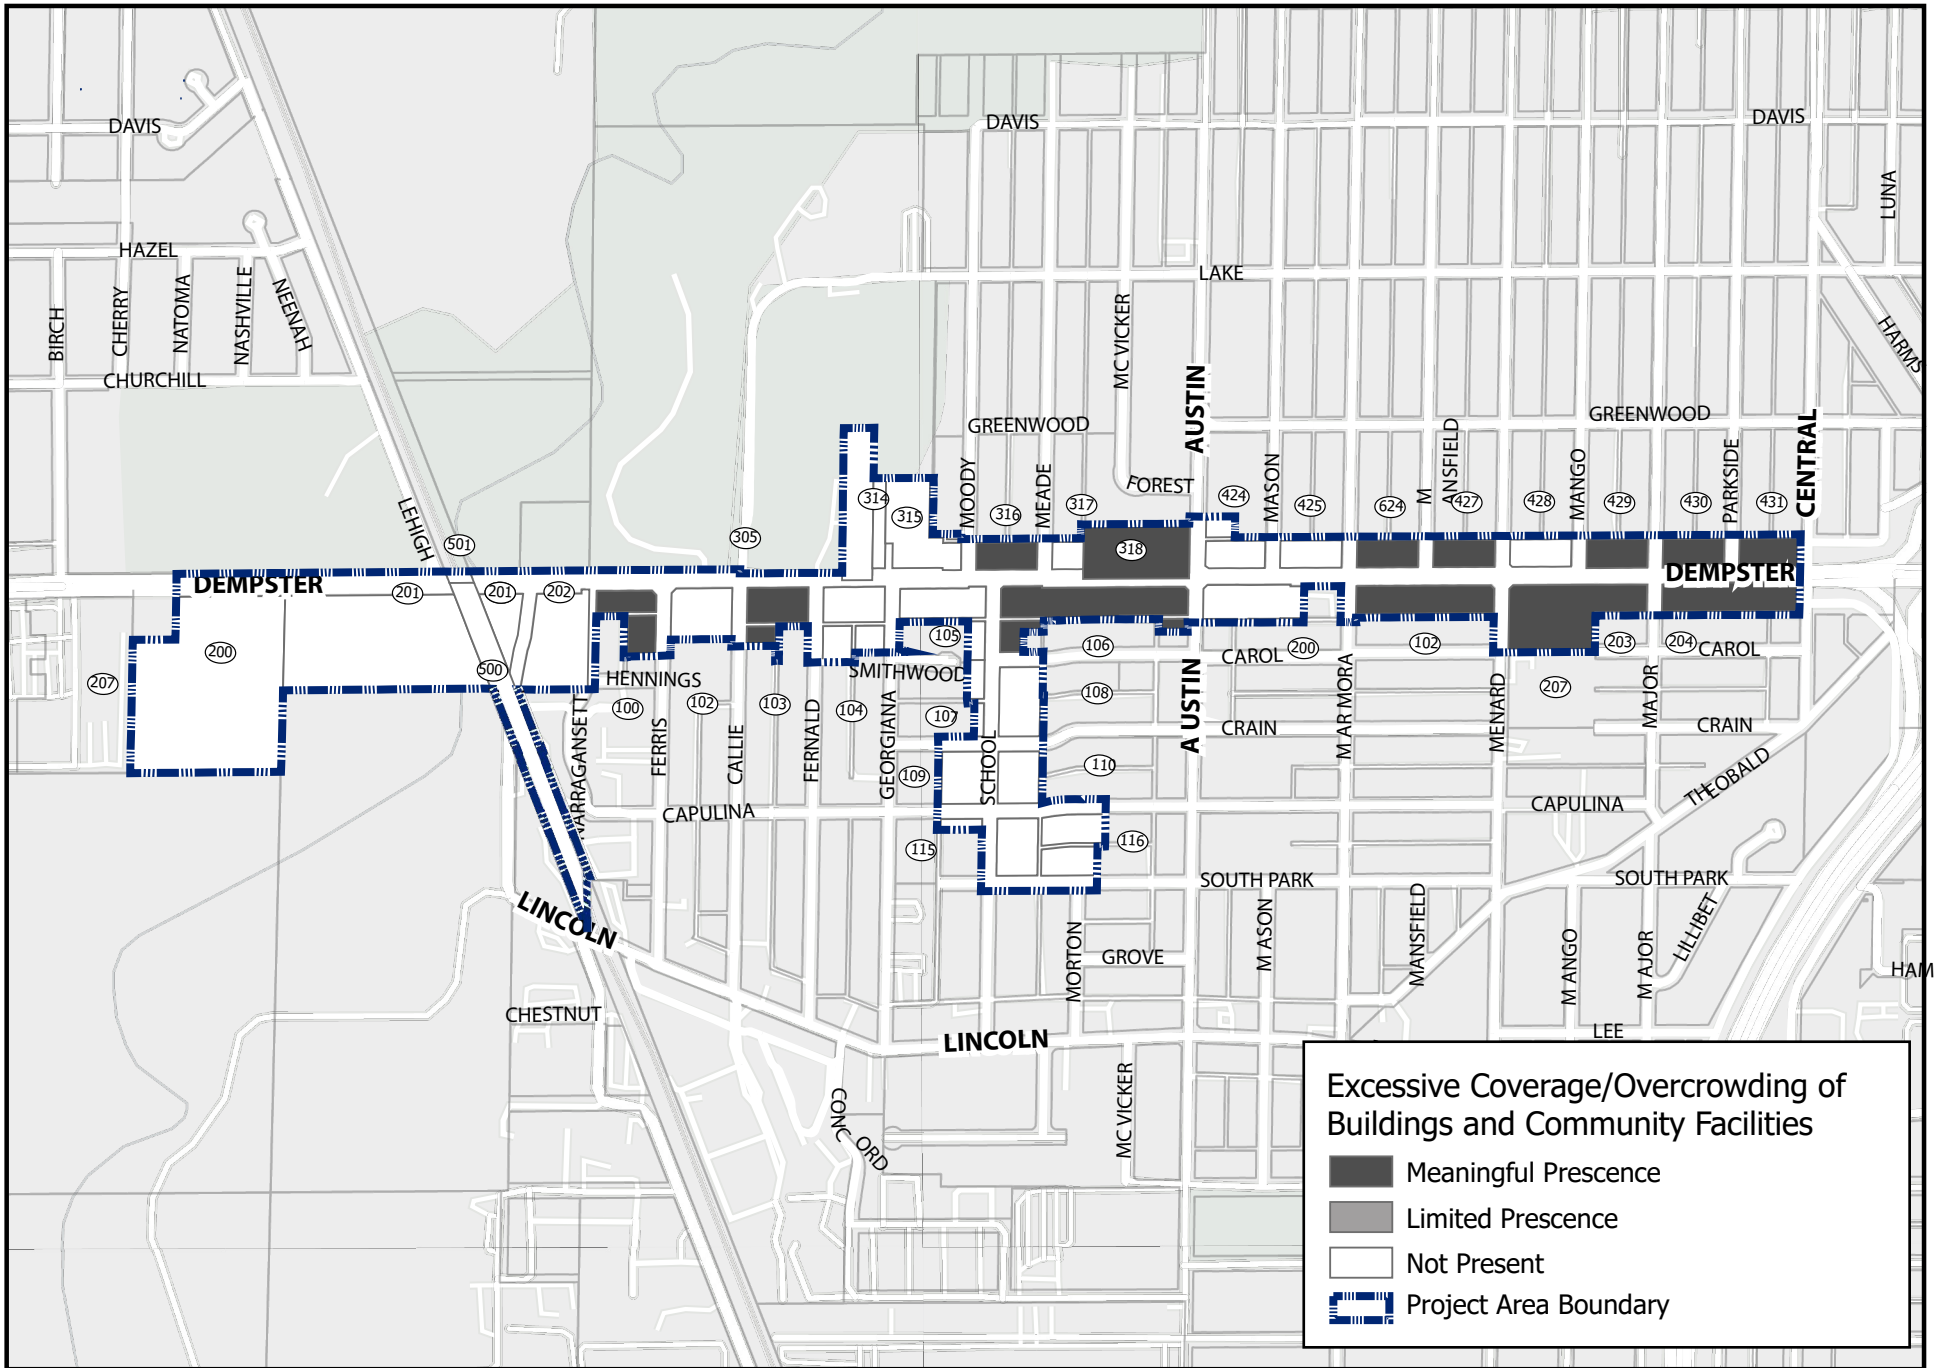 DAVIS
DAVIS
DAVIS
LUNA
HAZEL
LAKE
BIRCH
CHERRY
NATOMA
NASHVILLE
NEENAH
MC VICKER
HARMS
CHURCHILL
AUSTIN
GREENWOOD
GREENWOOD
CENTRAL
MOODY
MEADE
FOREST
MASON
M ANSFIELD
MANGO
PARKSIDE
314
315
316
317
318
424
425
624
427
428
429
430
431
LEHIGH
501
305
DEMPSTER
DEMPSTER
201
201
202
200
207
500
105
106
200
102
203
204
CAROL
CAROL
SMITHWOOD
HENNINGS
NARRAGANSETT
100
FERRIS
102
CALLIE
103
FERNALD
104
GEORGIANA
107
108
109
110
SCHOOL
A USTIN
CRAIN
M AR MORA
MENARD
207
MAJOR
CRAIN
THEOBALD
CAPULINA
CAPULINA
115
116
SOUTH PARK
SOUTH PARK
LINCOLN
MORTON
GROVE
M ASON
MANSFIELD
M ANGO
M AJOR
LILLIBET
HAM
CHESTNUT
LINCOLN
LEE
CONC ORD
MC VICKER
Excessive Coverage/Overcrowding of
Buildings and Community Facilities
Meaningful Prescence
Limited Prescence
Not Present
Project Area Boundary